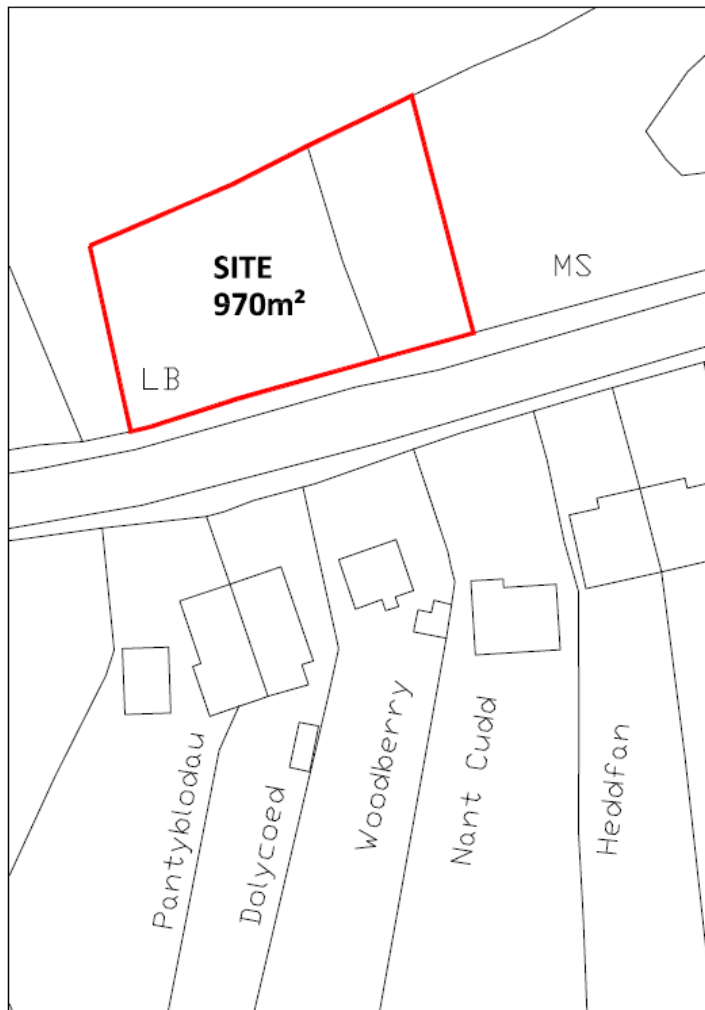 SITE
970m²
MS
LB
Pantyblodau
Dolycoed
Woodberry
Nant Cudd
Heddfan